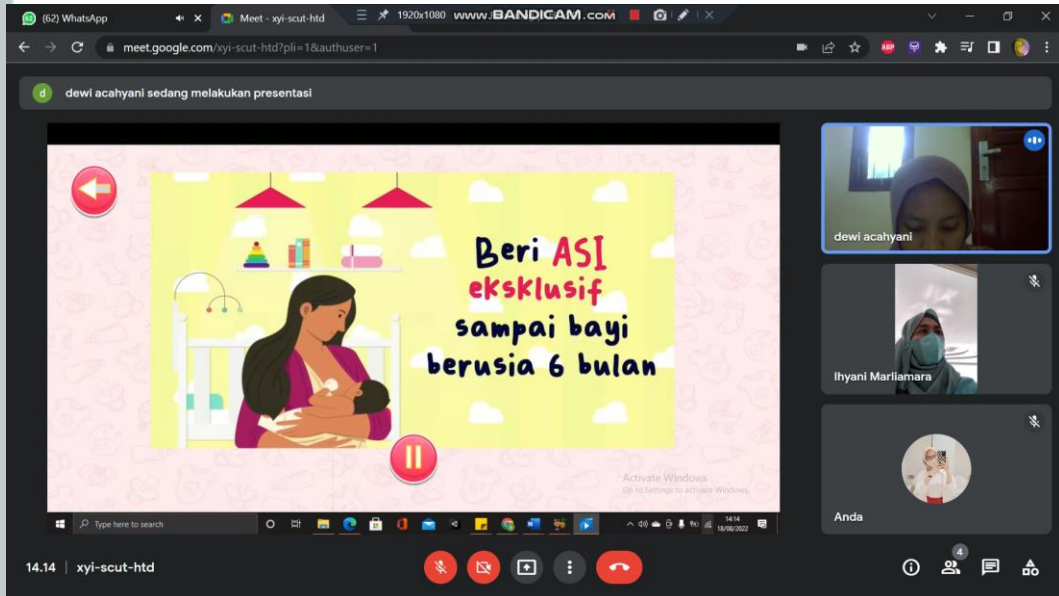 (62) WhatsApp
Meet - xyi-scut-htd
1920x1080 www.BANDICAM.com
meet.google.com/xyi-scut-htd?pli=1&authuser=1
ABP
d dewi acahyani sedang melakukan presentasi
Beri ASI
eksklusif
sampai bayi
berusia 6 bulan
Activate Windows
Go to Settings to activate Windows.
Type here to search
14:14
18/08/2022
dewi acahyani
Ihyani Marliamara
Anda
14.14 | xyi-scut-htd
4